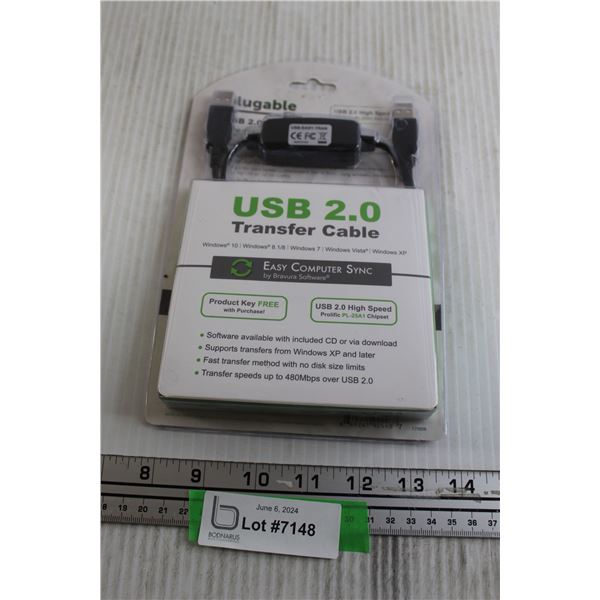 plugable
USB 2.0
USB 2.0 High Speed
USB-EASY-TRAN
CE FC
USB 2.0
Transfer Cable
Windows® 10 | Windows® 8.1/8 | Windows 7 | Windows Vista® | Windows XP
EASY COMPUTER SYNC
by Bravura Software®
Product Key FREE
with Purchase!
USB 2.0 High Speed
Prolific PL-25A1 Chipset
• Software available with included CD or via download
• Supports transfers from Windows XP and later
• Fast transfer method with no disk size limits
• Transfer speeds up to 480Mbps over USB 2.0
8 9 10 11 12 13 14
19 20 30 31 32 33 34 35 36 37
June 6, 2024
Lot #7148
b
BODNARUS